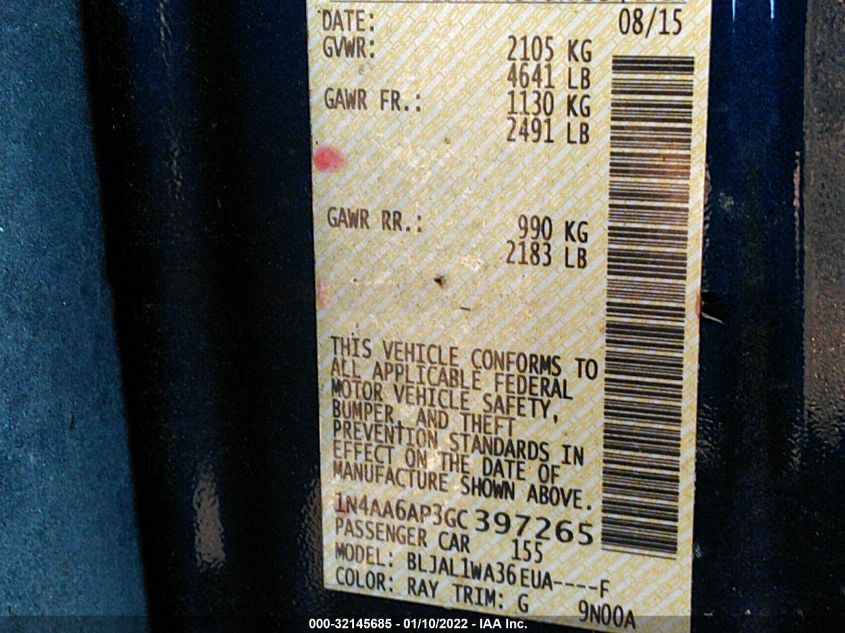 DATE: 08/15
GVWR: 2105 KG
4641 LB
GAWR FR.: 1130 KG
2491 LB
GAWR RR.: 990 KG
2183 LB
THIS VEHICLE CONFORMS TO
ALL APPLICABLE FEDERAL
MOTOR VEHICLE SAFETY,
BUMPER, AND THEFT
PREVENTION STANDARDS IN
EFFECT ON THE DATE OF
MANUFACTURE SHOWN ABOVE.
1N4AA6AP3GC397265
PASSENGER CAR 155
MODEL: BLJAL1WA36EUA----F
COLOR: RAY TRIM: G 9N00A
000-32145685 - 01/10/2022 - IAA Inc.